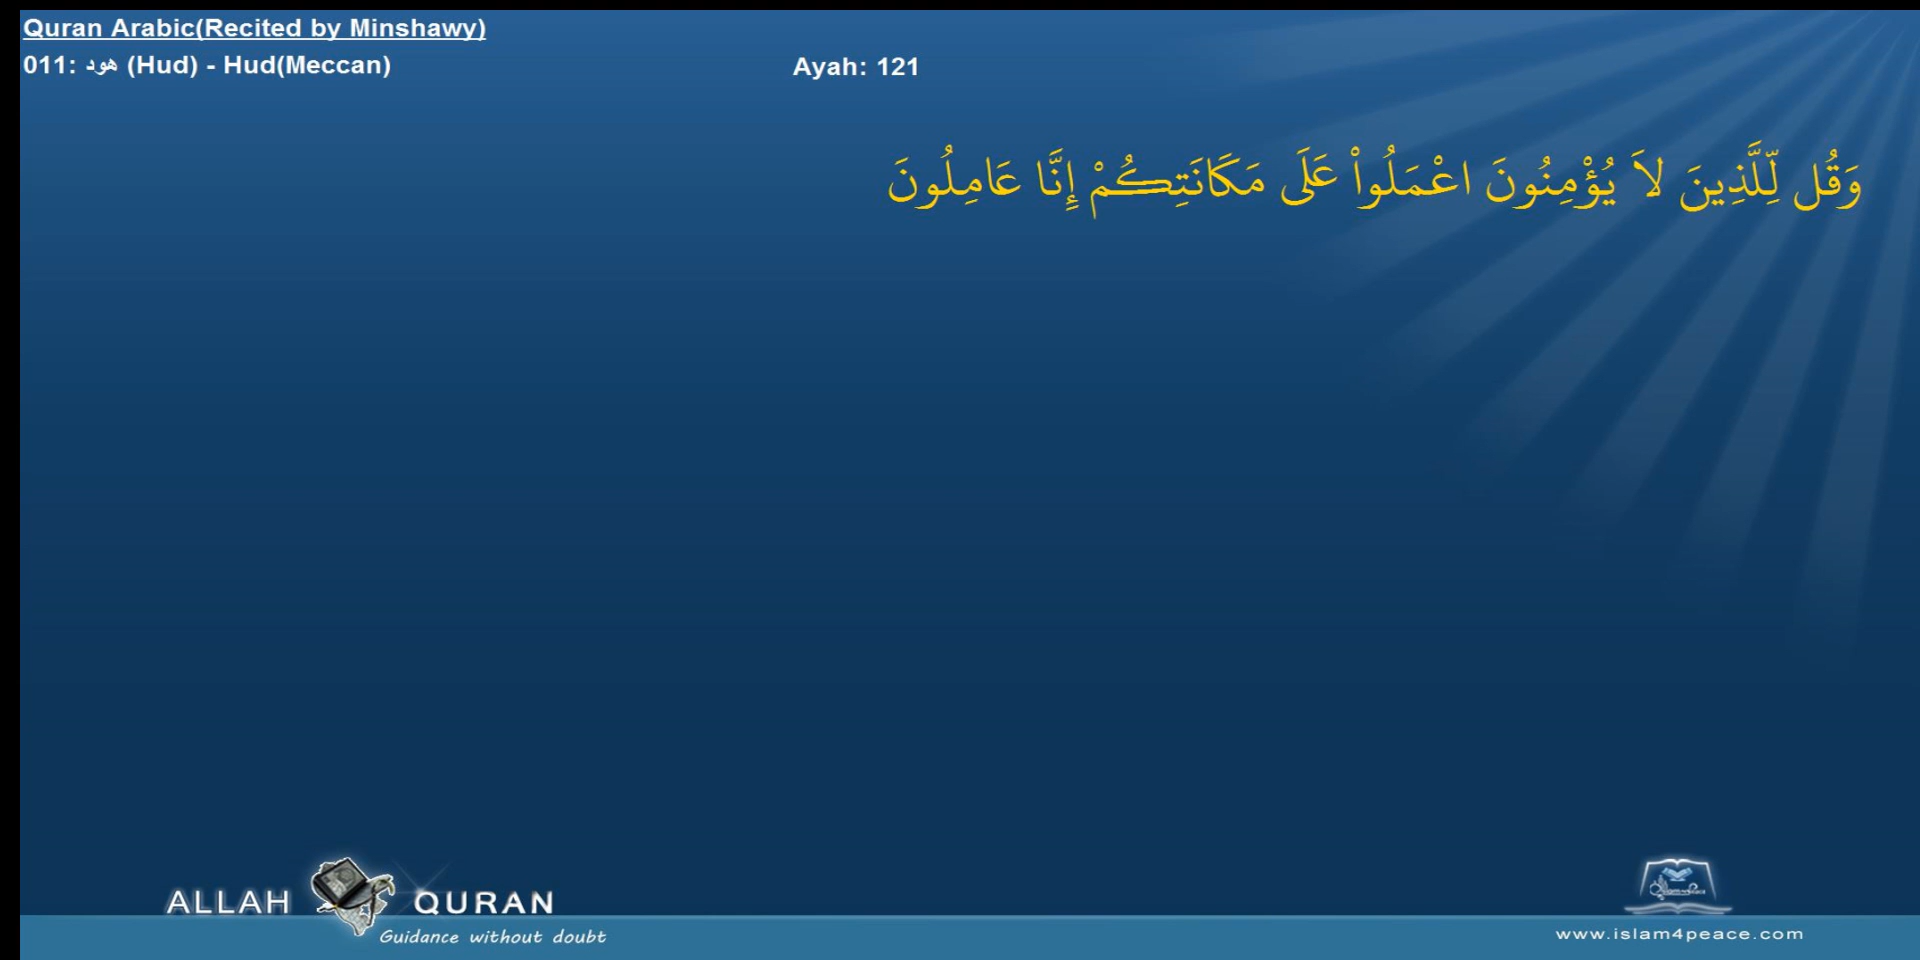 Quran Arabic(Recited by Minshawy)
011: هود (Hud) - Hud(Meccan)
Ayah: 121
وَقُل لِّلَّذِينَ لاَ يُؤْمِنُونَ اعْمَلُواْ عَلَى مَكَانَتِكُمْ إِنَّا عَامِلُونَ
ALLAH QURAN
Guidance without doubt
www.islam4peace.com